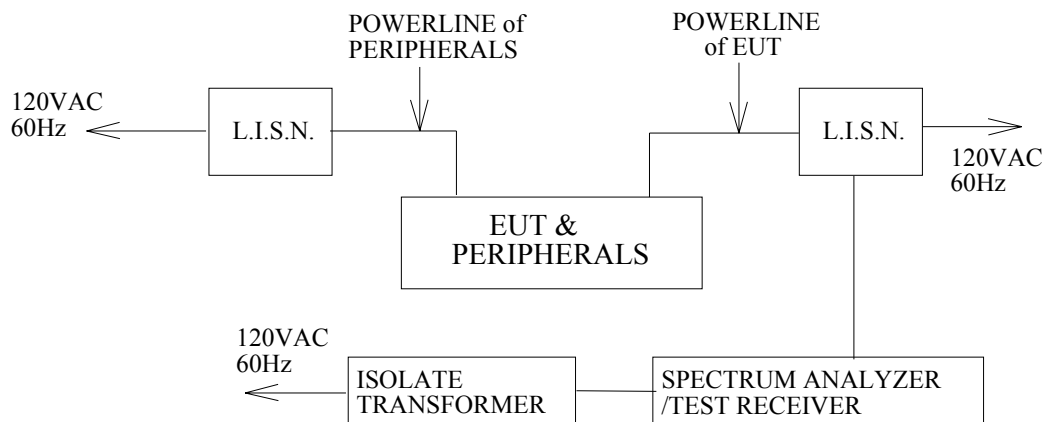 POWERLINE of
PERIPHERALS
POWERLINE
of EUT
120VAC
60Hz
L.I.S.N.
L.I.S.N.
120VAC
60Hz
EUT &
PERIPHERALS
120VAC
60Hz
ISOLATE
TRANSFORMER
SPECTRUM ANALYZER
/TEST RECEIVER